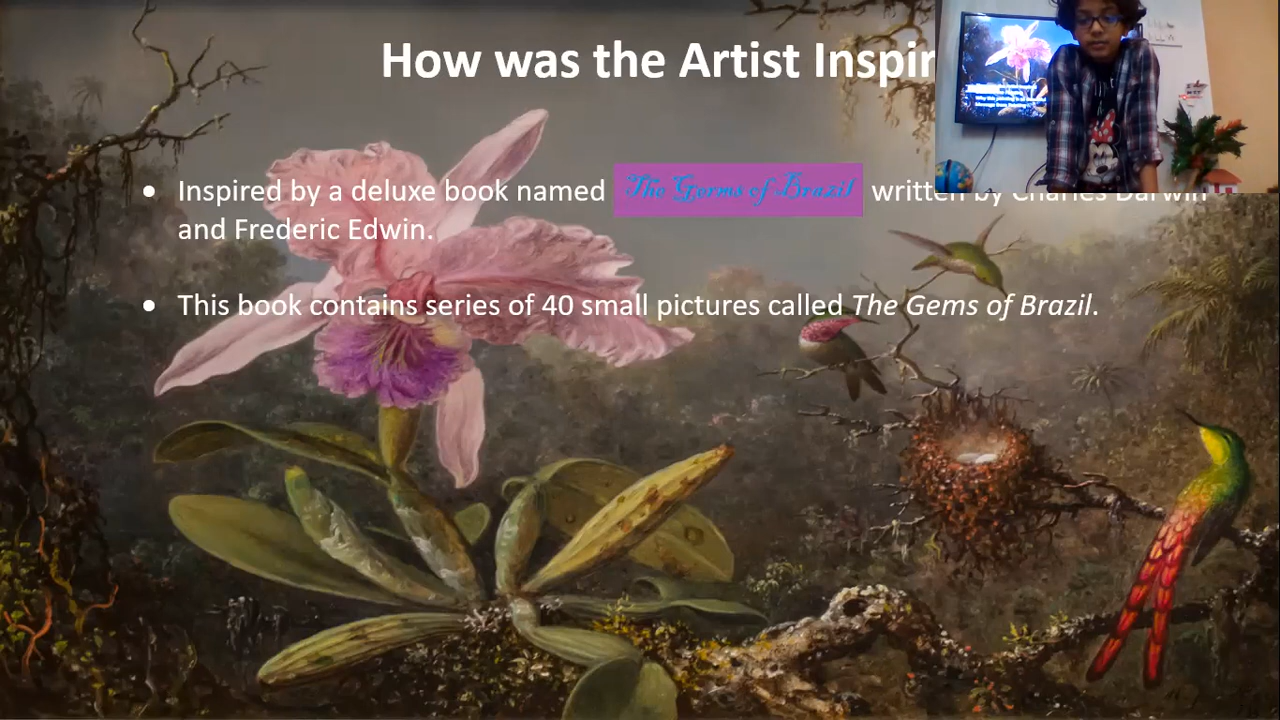 How was the Artist Inspir
• Inspired by a deluxe book named The Gems of Brazil written by Charles Darwin
and Frederic Edwin.
• This book contains series of 40 small pictures called The Gems of Brazil.